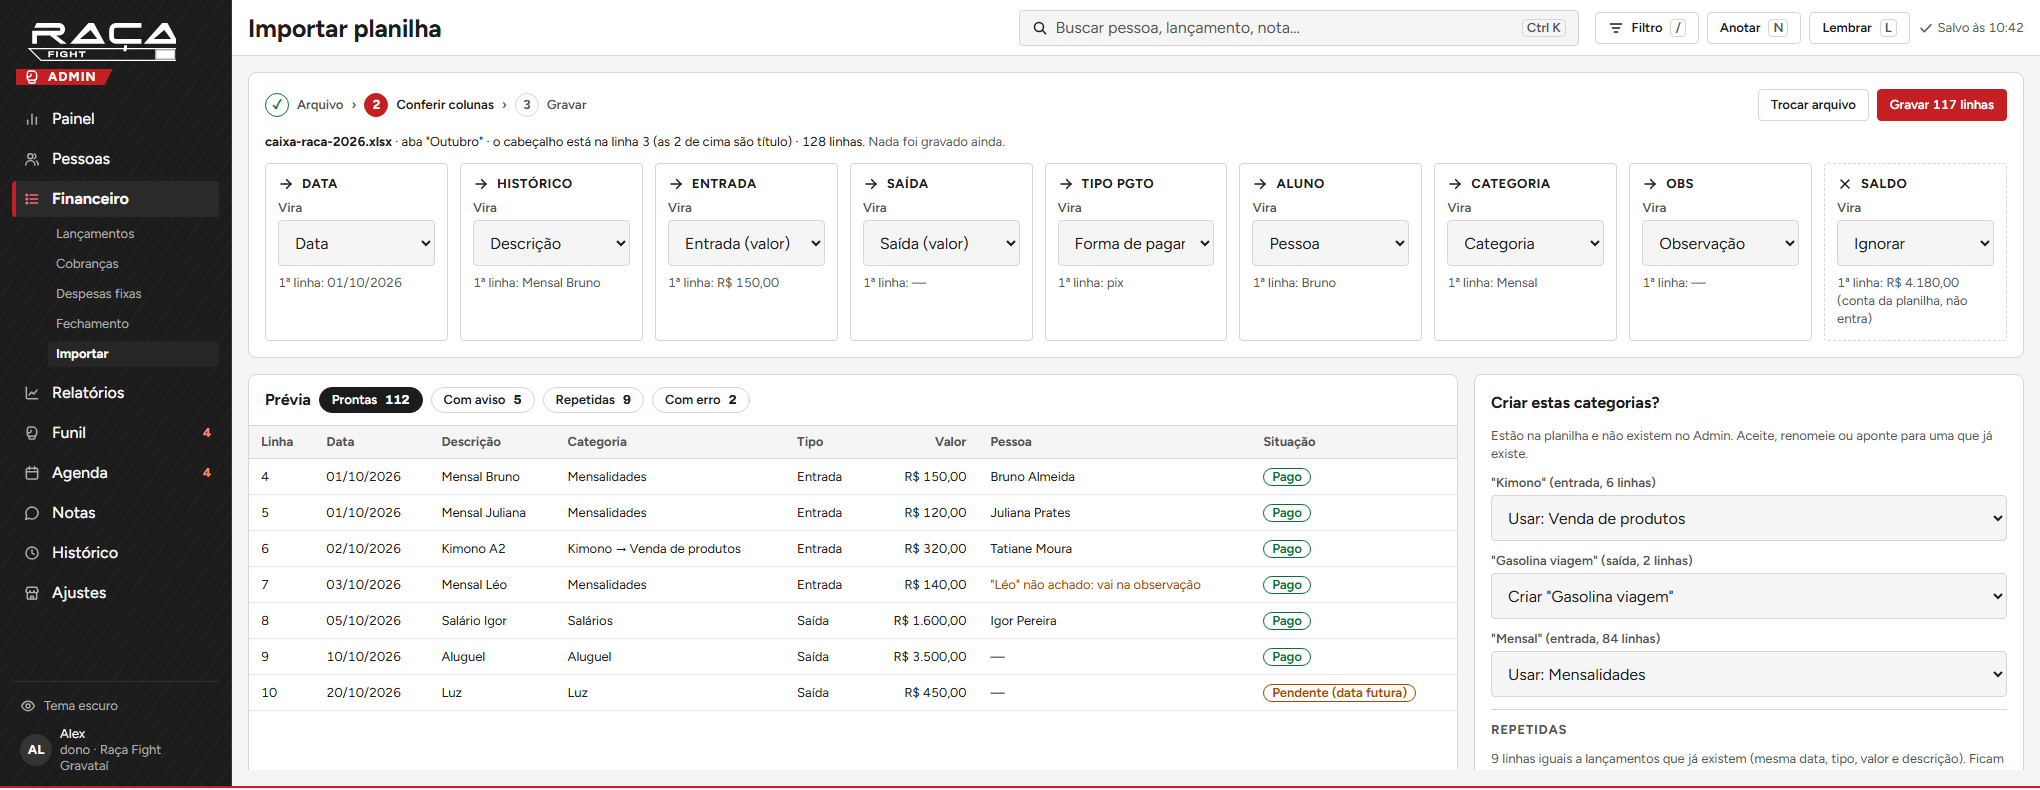 RAÇA
FIGHT
ADMIN
Painel
Pessoas
Financeiro
Lançamentos
Cobranças
Despesas fixas
Fechamento
Importar
Relatórios
Funil 4
Agenda 4
Notas
Histórico
Ajustes
Tema escuro
AL
Alex
dono · Raça Fight
Gravataí
Importar planilha
Buscar pessoa, lançamento, nota... Ctrl K
Filtro /
Anotar N
Lembrar L
Salvo às 10:42
Arquivo › 2 Conferir colunas › 3 Gravar
Trocar arquivo
Gravar 117 linhas
caixa-raca-2026.xlsx · aba "Outubro" · o cabeçalho está na linha 3 (as 2 de cima são título) · 128 linhas. Nada foi gravado ainda.
→ DATA
Vira
Data
1ª linha: 01/10/2026
→ HISTÓRICO
Vira
Descrição
1ª linha: Mensal Bruno
→ ENTRADA
Vira
Entrada (valor)
1ª linha: R$ 150,00
→ SAÍDA
Vira
Saída (valor)
1ª linha: —
→ TIPO PGTO
Vira
Forma de pagar
1ª linha: pix
→ ALUNO
Vira
Pessoa
1ª linha: Bruno
→ CATEGORIA
Vira
Categoria
1ª linha: Mensal
→ OBS
Vira
Observação
1ª linha: —
× SALDO
Vira
Ignorar
1ª linha: R$ 4.180,00
(conta da planilha, não
entra)
Prévia
Prontas 112
Com aviso 5
Repetidas 9
Com erro 2
Linha Data Descrição Categoria Tipo Valor Pessoa Situação
4 01/10/2026 Mensal Bruno Mensalidades Entrada R$ 150,00 Bruno Almeida Pago
5 01/10/2026 Mensal Juliana Mensalidades Entrada R$ 120,00 Juliana Prates Pago
6 02/10/2026 Kimono A2 Kimono → Venda de produtos Entrada R$ 320,00 Tatiane Moura Pago
7 03/10/2026 Mensal Léo Mensalidades Entrada R$ 140,00 "Léo" não achado: vai na observação Pago
8 05/10/2026 Salário Igor Salários Saída R$ 1.600,00 Igor Pereira Pago
9 10/10/2026 Aluguel Aluguel Saída R$ 3.500,00 — Pago
10 20/10/2026 Luz Luz Saída R$ 450,00 — Pendente (data futura)
Criar estas categorias?
Estão na planilha e não existem no Admin. Aceite, renomeie ou aponte para uma que já
existe.
"Kimono" (entrada, 6 linhas)
Usar: Venda de produtos
"Gasolina viagem" (saída, 2 linhas)
Criar "Gasolina viagem"
"Mensal" (entrada, 84 linhas)
Usar: Mensalidades
REPETIDAS
9 linhas iguais a lançamentos que já existem (mesma data, tipo, valor e descrição). Ficam